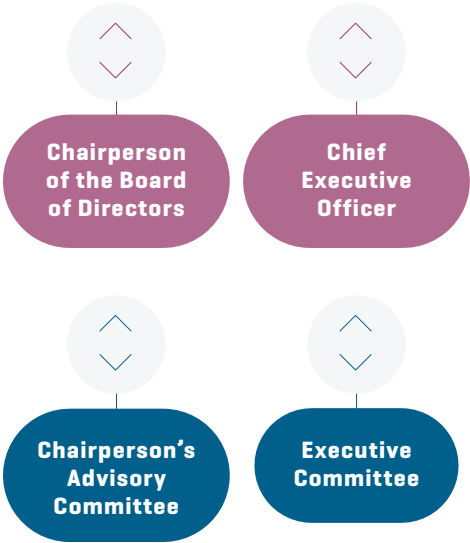 Chairperson
of the Board
of Directors
Chief
Executive
Officer
Chairperson’s
Advisory
Committee
Executive
Committee